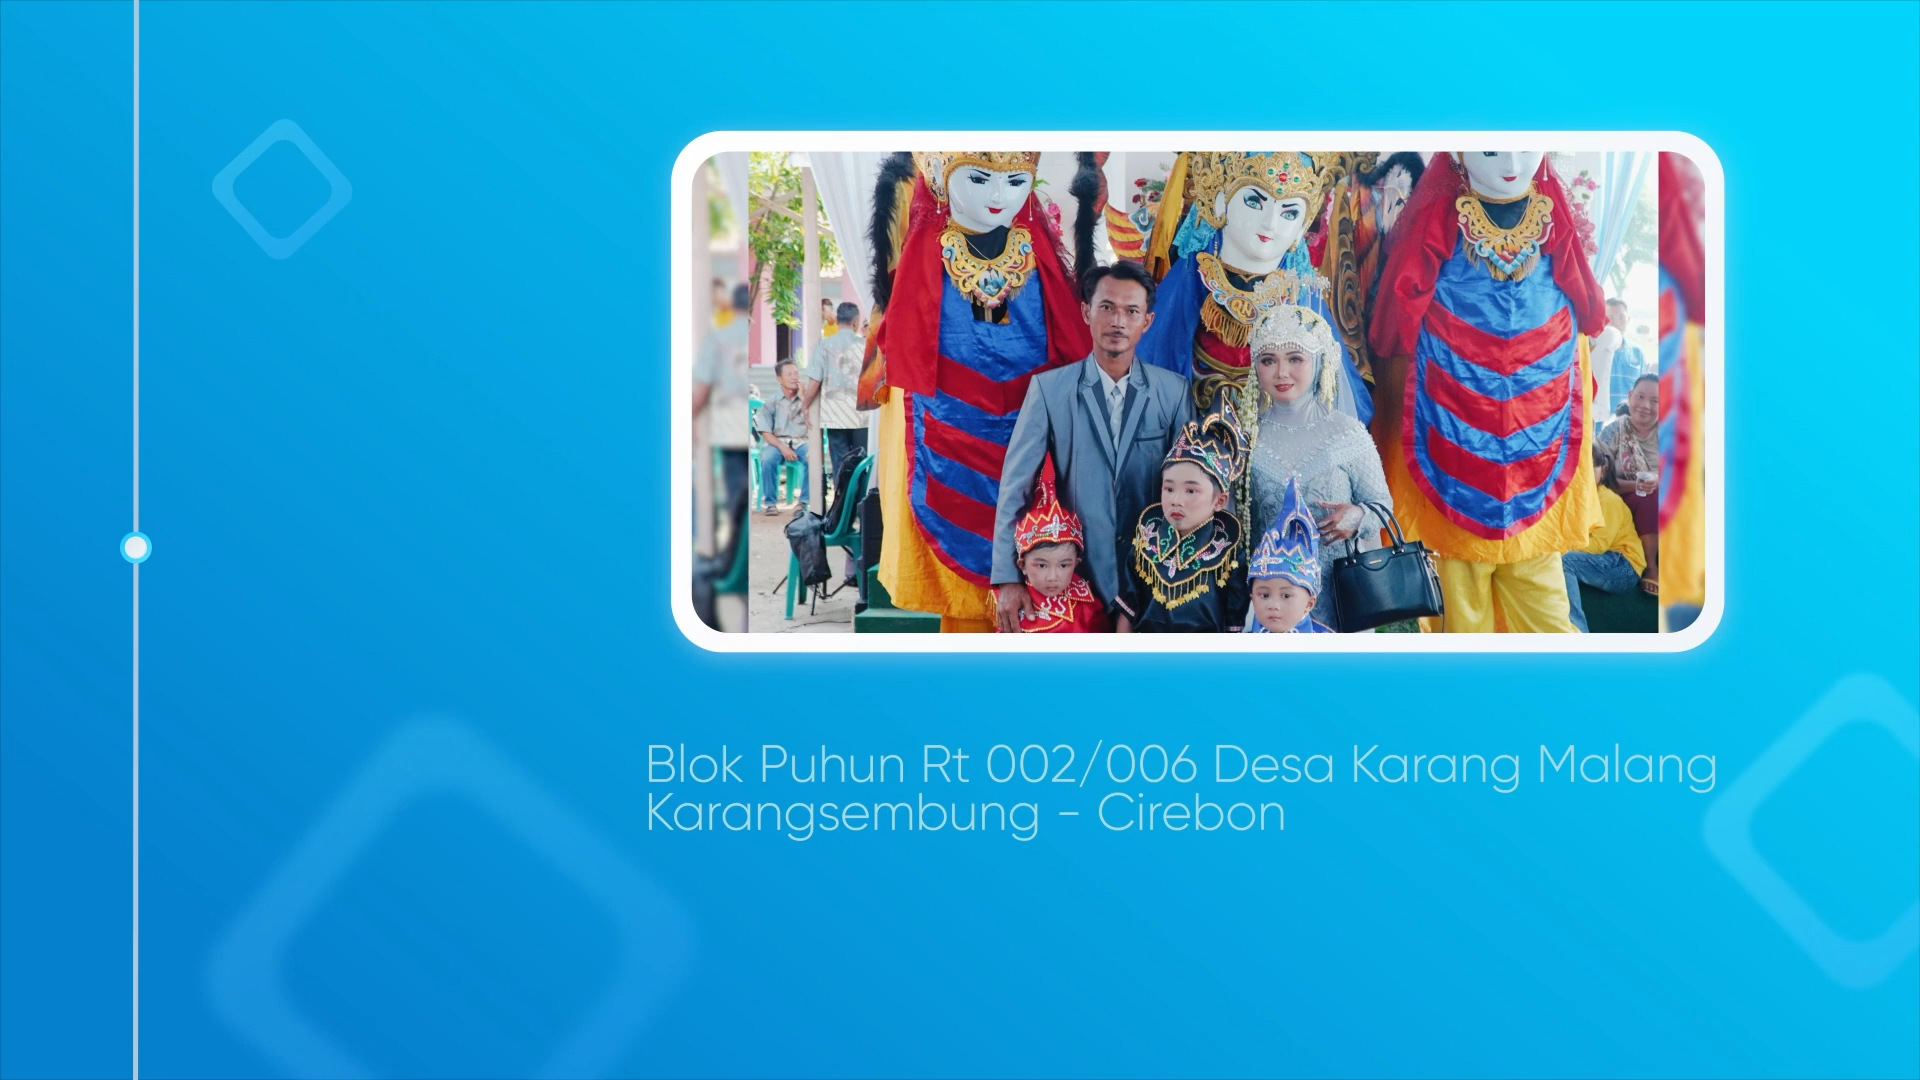 Blok Puhun Rt 002/006 Desa Karang Malang
Karangsembung - Cirebon